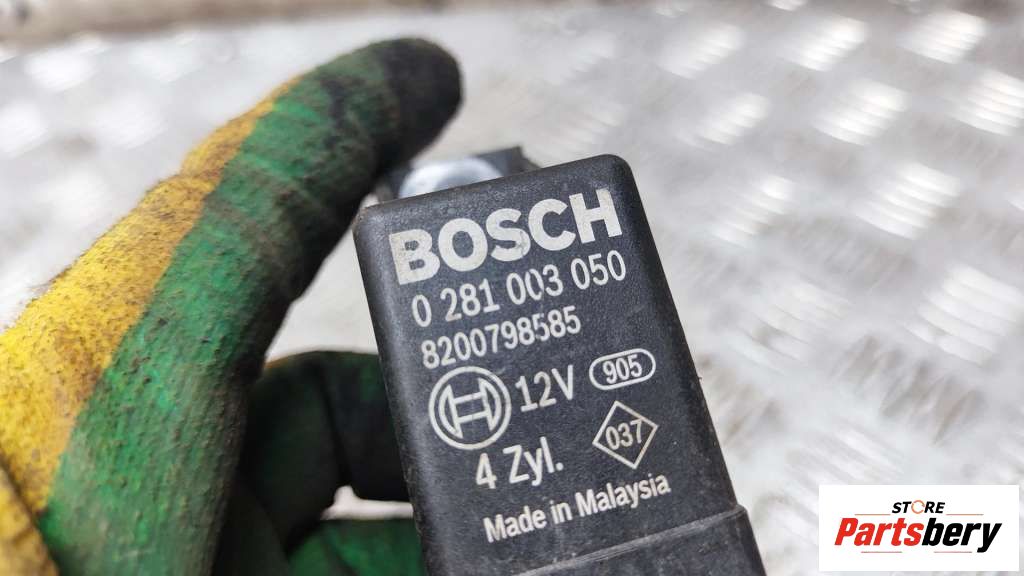 BOSCH
0 281 003 050
8200798585
12V 905
4 Zyl. 037
Made in Malaysia
STORE
Partsbery